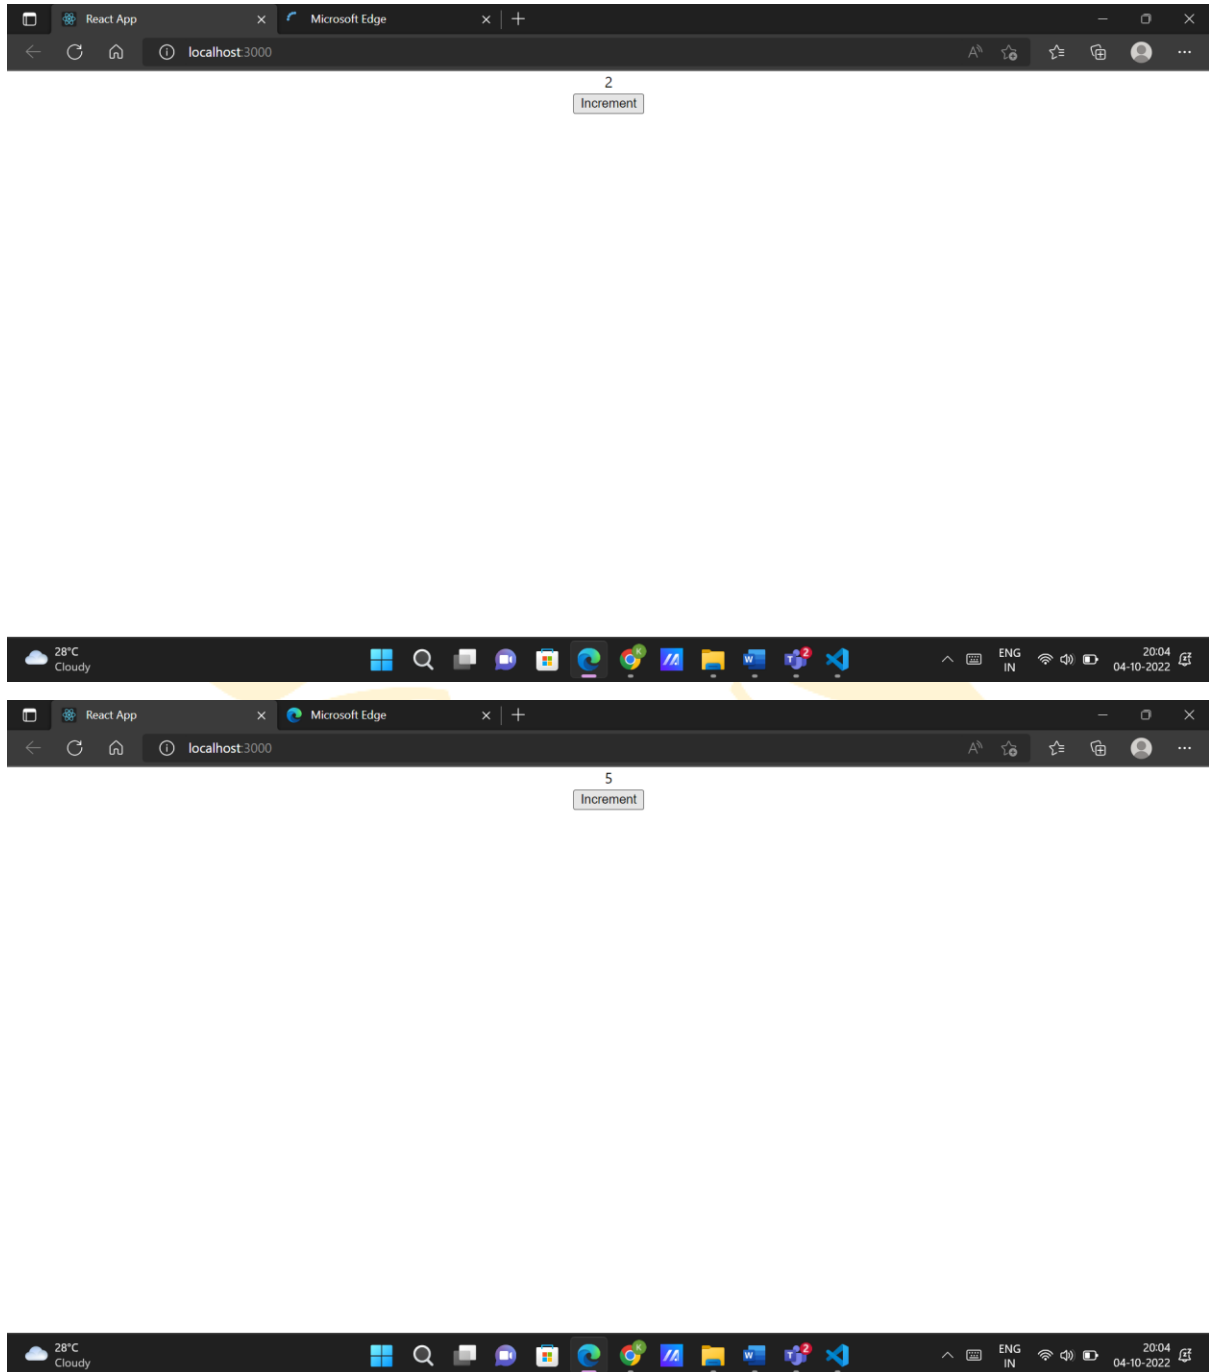 React App
Microsoft Edge
localhost:3000
2
Increment
28°C
Cloudy
ENG
IN
20:04
04-10-2022
React App
Microsoft Edge
localhost:3000
5
Increment
28°C
Cloudy
ENG
IN
20:04
04-10-2022